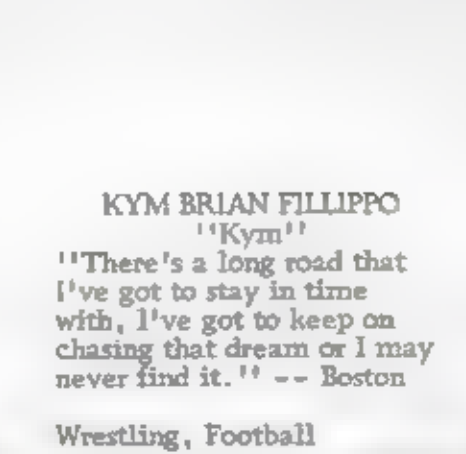 KYM BRIAN FILLIPPO
''Kym''
''There's a long road that
I've got to stay in time
with, I've got to keep on
chasing that dream or I may
never find it.'' -- Boston
Wrestling, Football